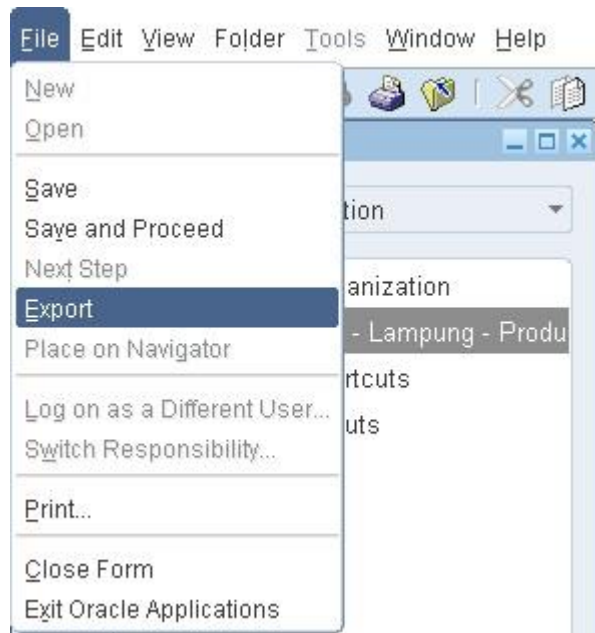 File Edit View Folder Tools Window Help
New
Open
Save
tion
Save and Proceed
Next Step
anization
Export
- Lampung - Produ
Place on Navigator
rtcuts
Log on as a Different User...
uts
Switch Responsibility...
Print...
Close Form
Exit Oracle Applications